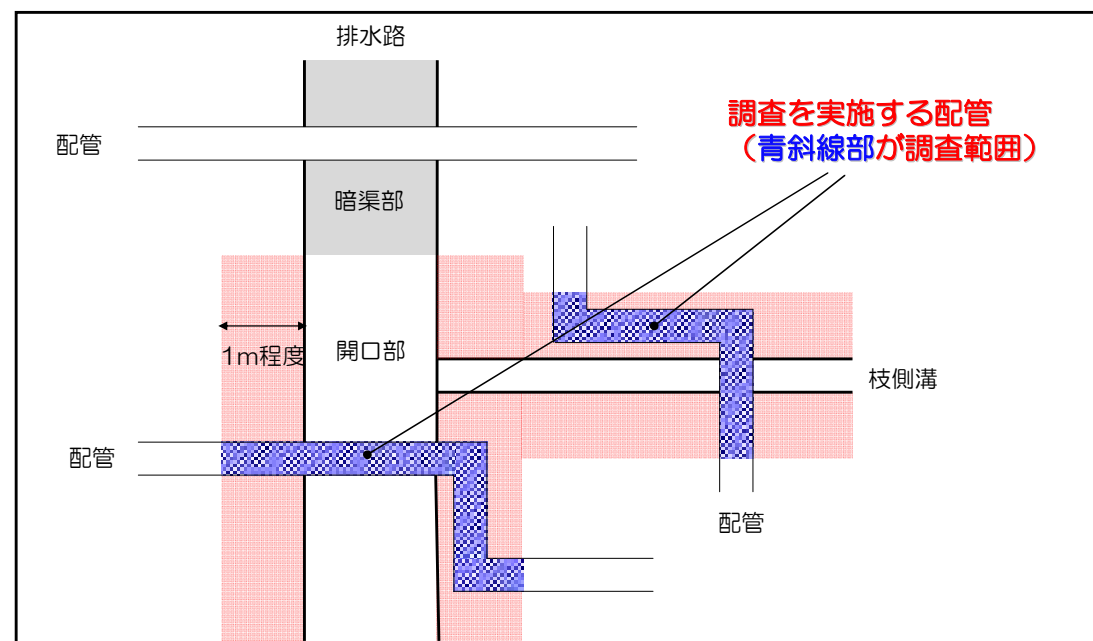 排水路
調査を実施する配管
（青斜線部が調査範囲）
配管
暗渠部
1m程度
開口部
枝側溝
配管
配管